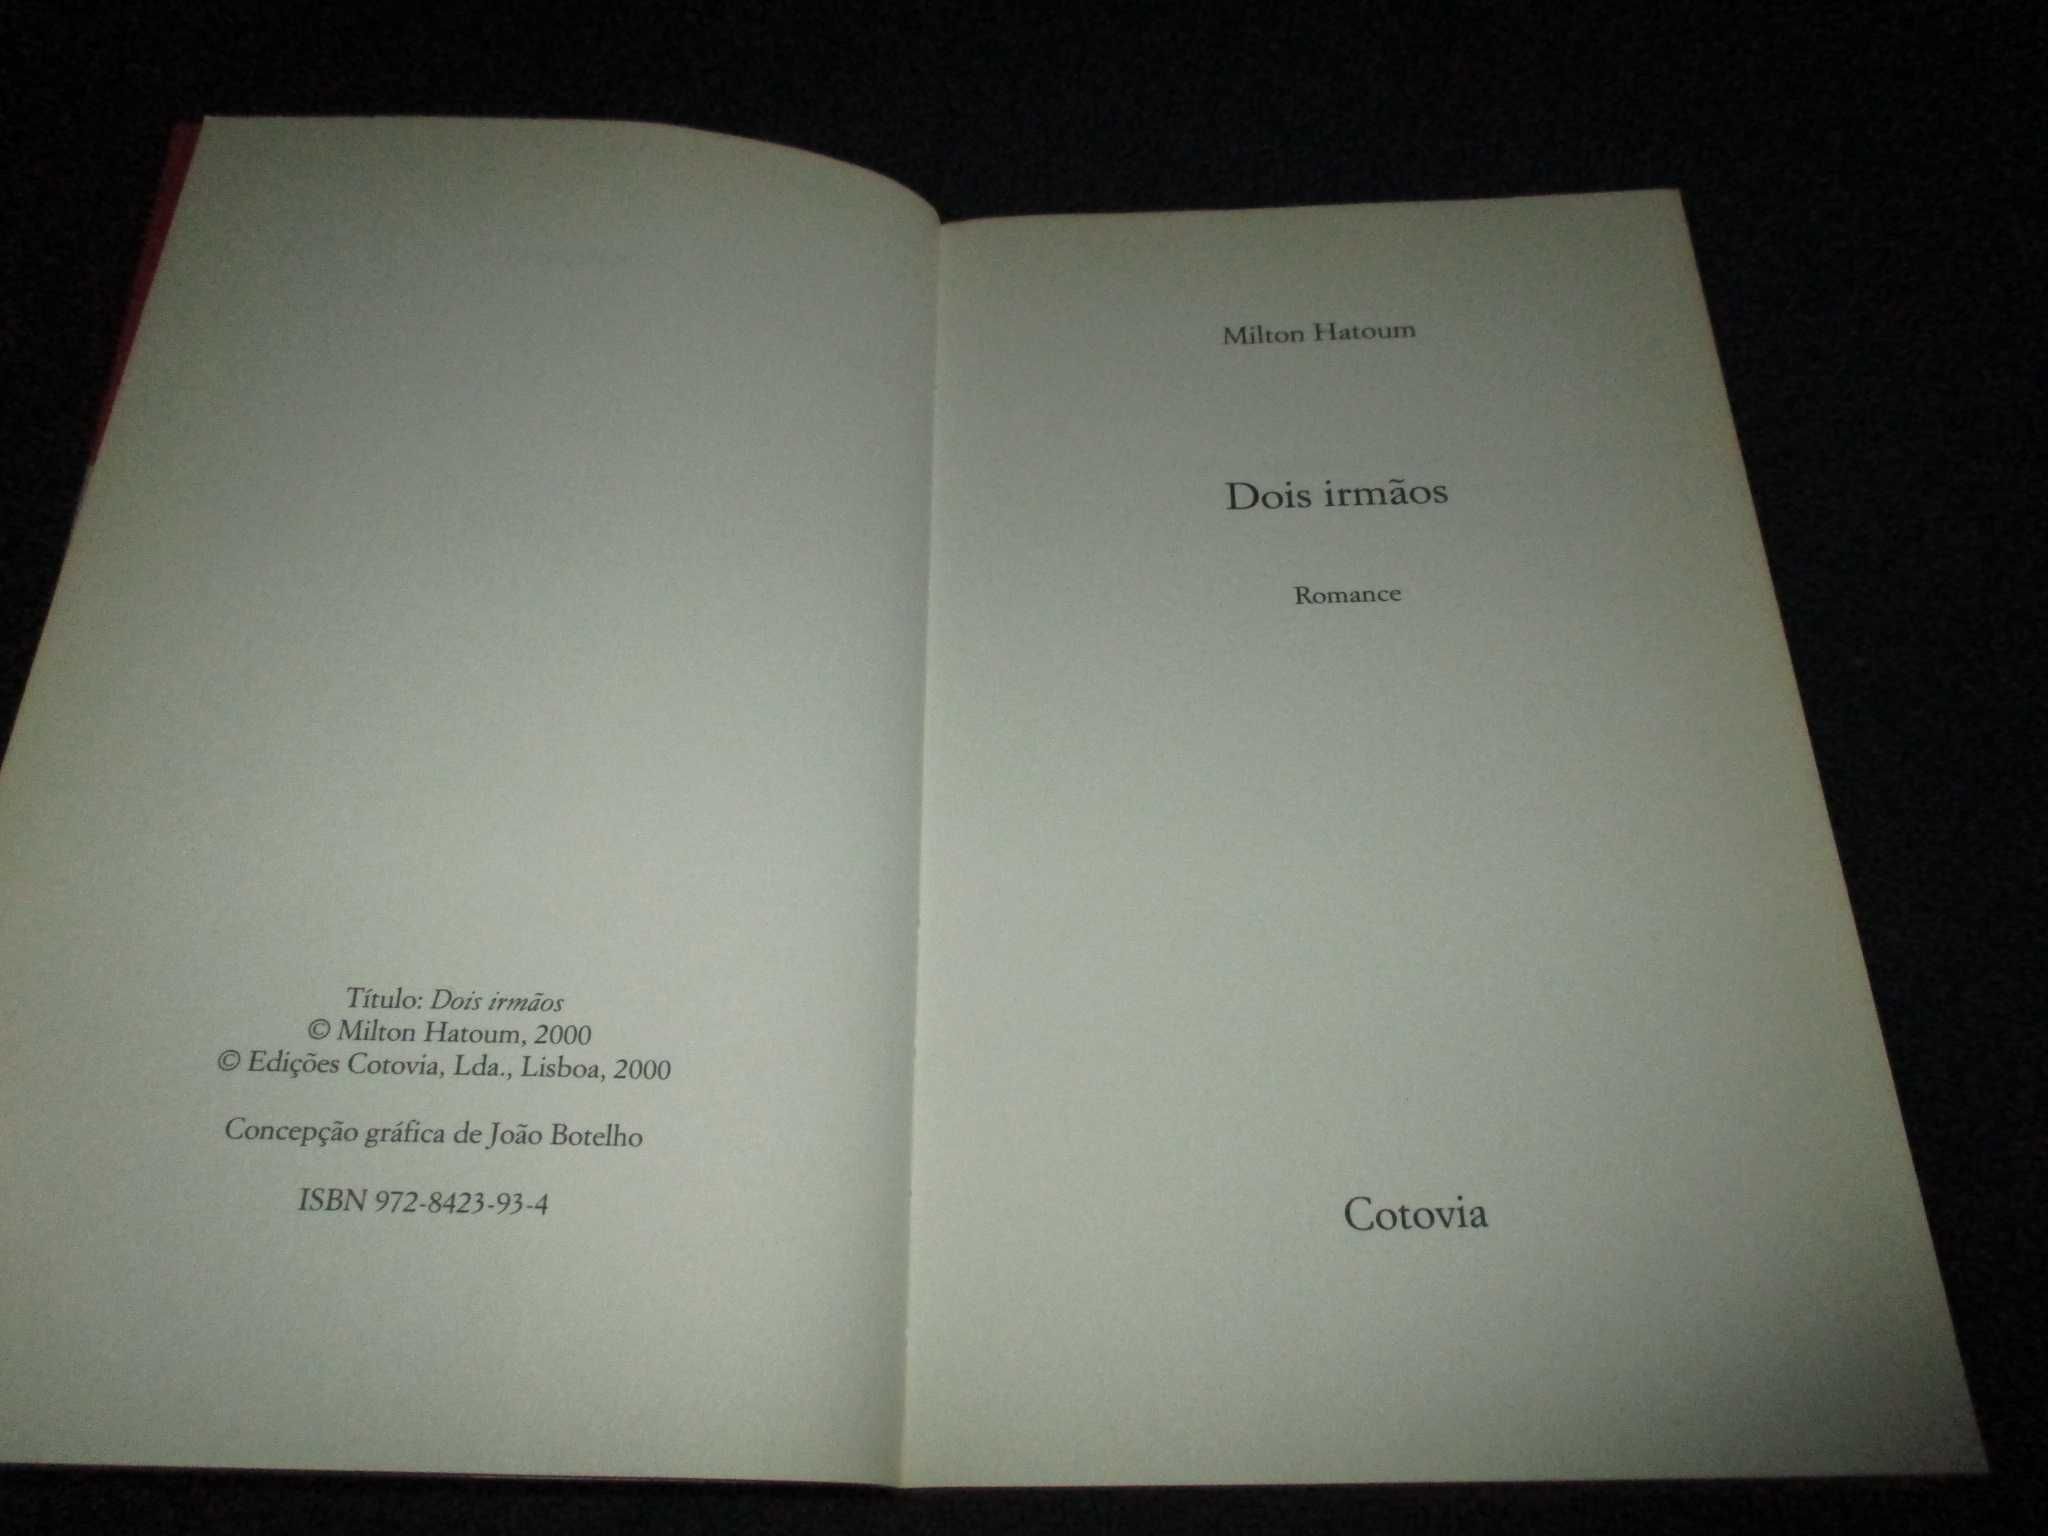 Título: Dois irmãos
© Milton Hatoum, 2000
© Edições Cotovia, Lda., Lisboa, 2000
Concepção gráfica de João Botelho
ISBN 972-8423-93-4
Milton Hatoum
Dois irmãos
Romance
Cotovia